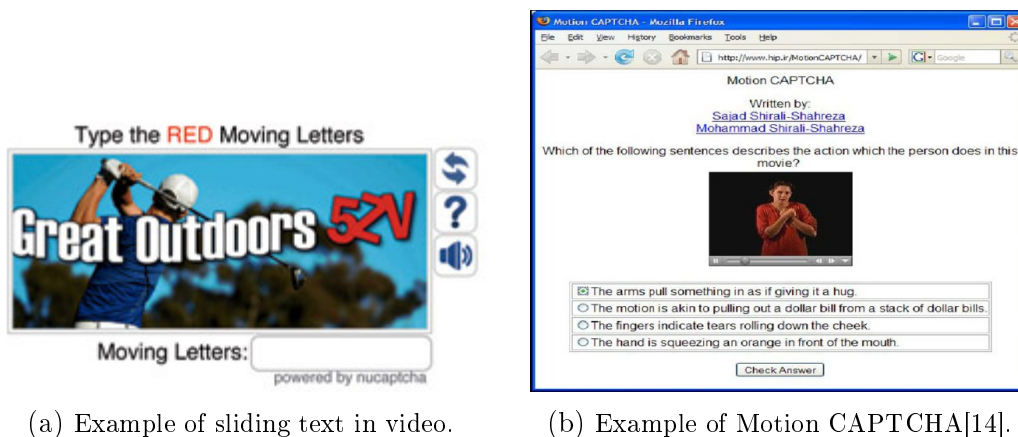 Type the RED Moving Letters
Great Outdoors 5ZV
?
Moving Letters:
powered by nucaptcha
(a) Example of sliding text in video.
Motion CAPTCHA - Mozilla Firefox
File Edit View History Bookmarks Tools Help
http://www.hip.ir/MotionCAPTCHA/ G Google
Motion CAPTCHA
Written by:
Sajad Shirali-Shahreza
Mohammad Shirali-Shahreza
Which of the following sentences describes the action which the person does in this
movie?
The arms pull something in as if giving it a hug.
The motion is akin to pulling out a dollar bill from a stack of dollar bills.
The fingers indicate tears rolling down the cheek.
The hand is squeezing an orange in front of the mouth.
Check Answer
(b) Example of Motion CAPTCHA[14].